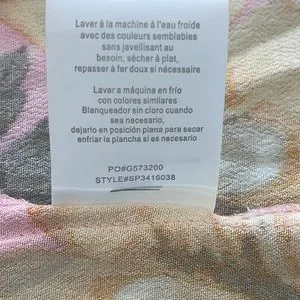 Laver à la machine à l'eau froide
avec des couleurs semblables
sans javellisant au
besoin, sécher à plat,
repasser à fer doux si nécessaire
Lavar a máquina en frío
con colores similares
Blanqueador sin cloro cuando
sea necesario,
dejarlo en posición plana para secar
enfriar la plancha si es necesario
PO#G573200
STYLE#SP3416038